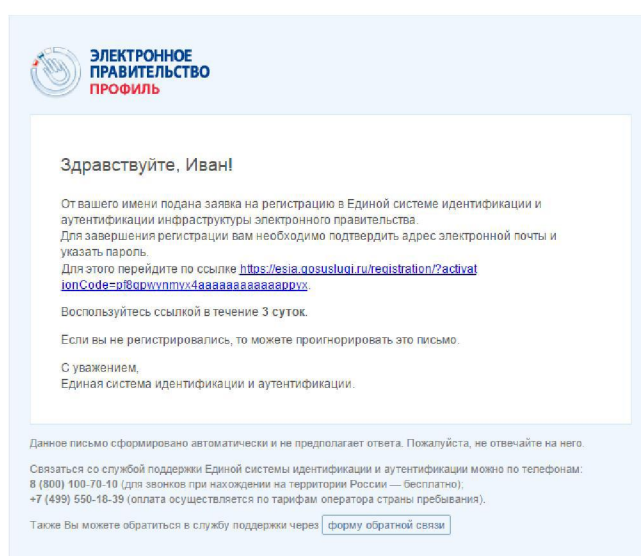 ЭЛЕКТРОННОЕ
ПРАВИТЕЛЬСТВО
ПРОФИЛЬ
Здравствуйте, Иван!
От вашего имени подана заявка на регистрацию в Единой системе идентификации и
аутентификации инфраструктуры электронного правительства.
Для завершения регистрации вам необходимо подтвердить адрес электронной почты и
указать пароль.
Для этого перейдите по ссылке https://esia.gosuslugi.ru/registration/?activat
ionCode=pf8qpwvnmvx4aaaaaaaaaaaappvx.
Воспользуйтесь ссылкой в течение 3 суток.
Если вы не регистрировались, то можете проигнорировать это письмо.
С уважением,
Единая система идентификации и аутентификации.
Данное письмо сформировано автоматически и не предполагает ответа. Пожалуйста, не отвечайте на него.
Связаться со службой поддержки Единой системы идентификации и аутентификации можно по телефонам:
8 (800) 100-70-10 (для звонков при нахождении на территории России — бесплатно);
+7 (499) 550-18-39 (оплата осуществляется по тарифам оператора страны пребывания).
Также Вы можете обратиться в службу поддержки через форму обратной связи